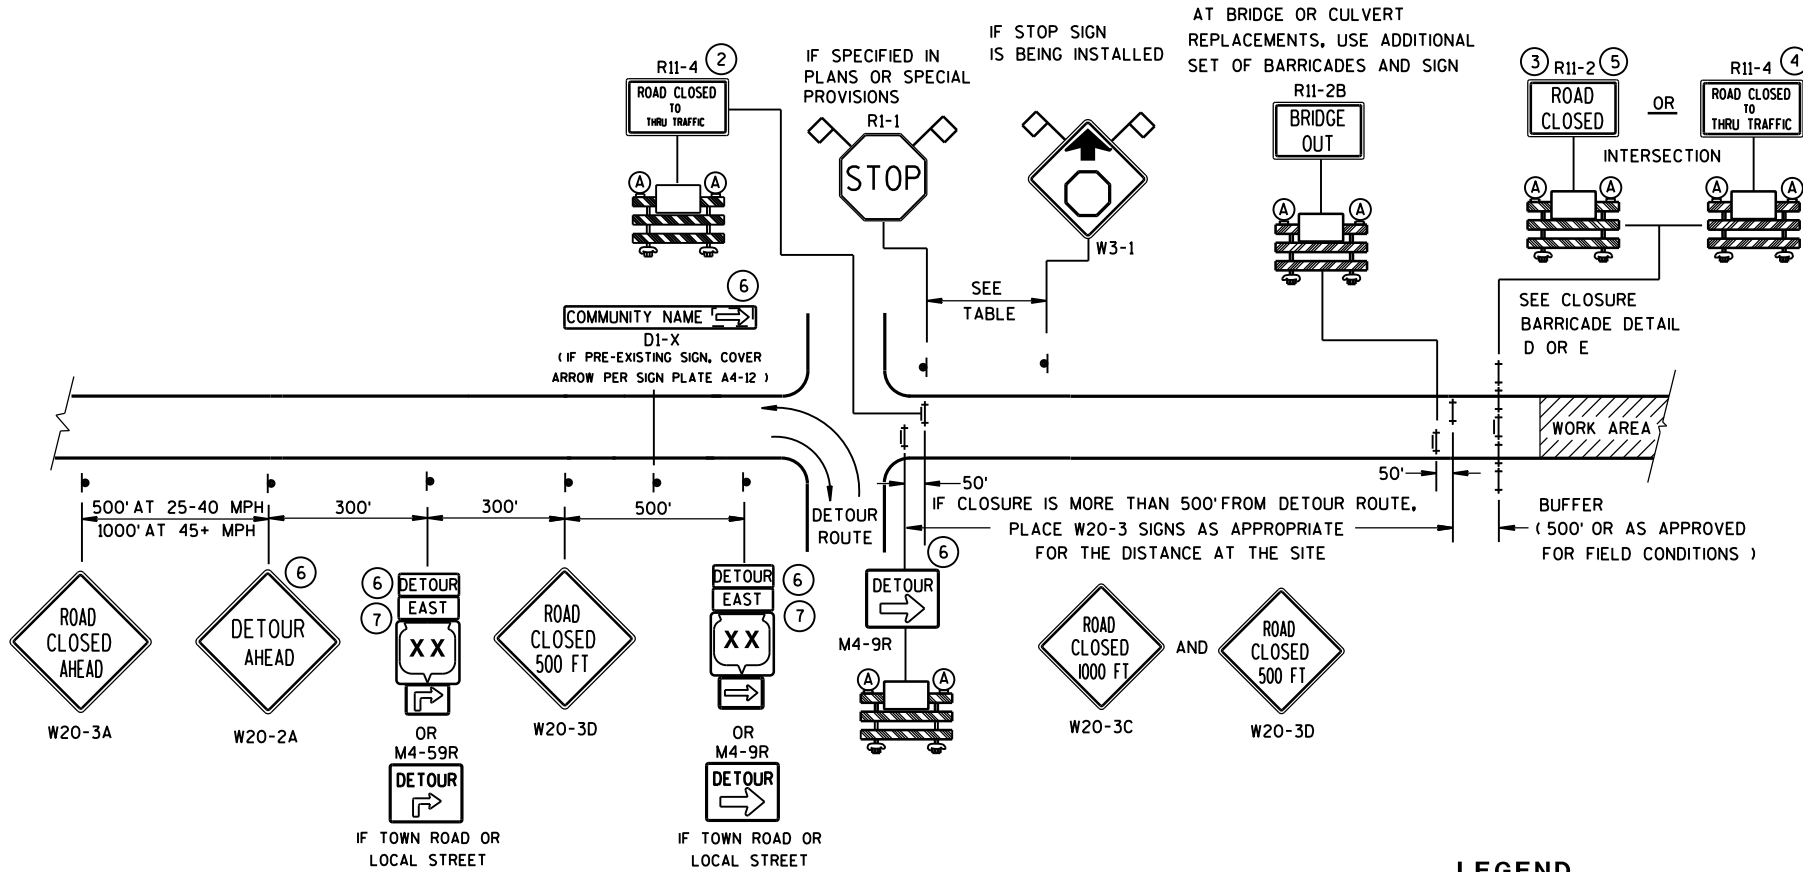 R11-4
2
ROAD CLOSED
TO
THRU TRAFFIC
A
A
IF SPECIFIED IN
PLANS OR SPECIAL
PROVISIONS
R1-1
STOP
IF STOP SIGN
IS BEING INSTALLED
W3-1
SEE
TABLE
AT BRIDGE OR CULVERT
REPLACEMENTS, USE ADDITIONAL
SET OF BARRICADES AND SIGN
R11-2B
BRIDGE
OUT
A
A
3
R11-2
5
ROAD
CLOSED
OR
R11-4
4
ROAD CLOSED
TO
THRU TRAFFIC
INTERSECTION
A
A
A
A
SEE CLOSURE
BARRICADE DETAIL
D OR E
6
COMMUNITY NAME
D1-X
(IF PRE-EXISTING SIGN, COVER
ARROW PER SIGN PLATE A4-12 )
WORK AREA
500' AT 25-40 MPH
1000' AT 45+ MPH
300'
300'
500'
DETOUR
ROUTE
50'
IF CLOSURE IS MORE THAN 500' FROM DETOUR ROUTE,
PLACE W20-3 SIGNS AS APPROPRIATE
FOR THE DISTANCE AT THE SITE
50'
BUFFER
( 500' OR AS APPROVED
FOR FIELD CONDITIONS )
ROAD
CLOSED
AHEAD
W20-3A
6
DETOUR
AHEAD
W20-2A
6
7
DETOUR
EAST
XX
OR
M4-59R
DETOUR
IF TOWN ROAD OR
LOCAL STREET
ROAD
CLOSED
500 FT
W20-3D
DETOUR
EAST
6
7
XX
OR
M4-9R
DETOUR
IF TOWN ROAD OR
LOCAL STREET
6
DETOUR
M4-9R
A
A
ROAD
CLOSED
1000 FT
W20-3C
AND
ROAD
CLOSED
500 FT
W20-3D
LEGEND